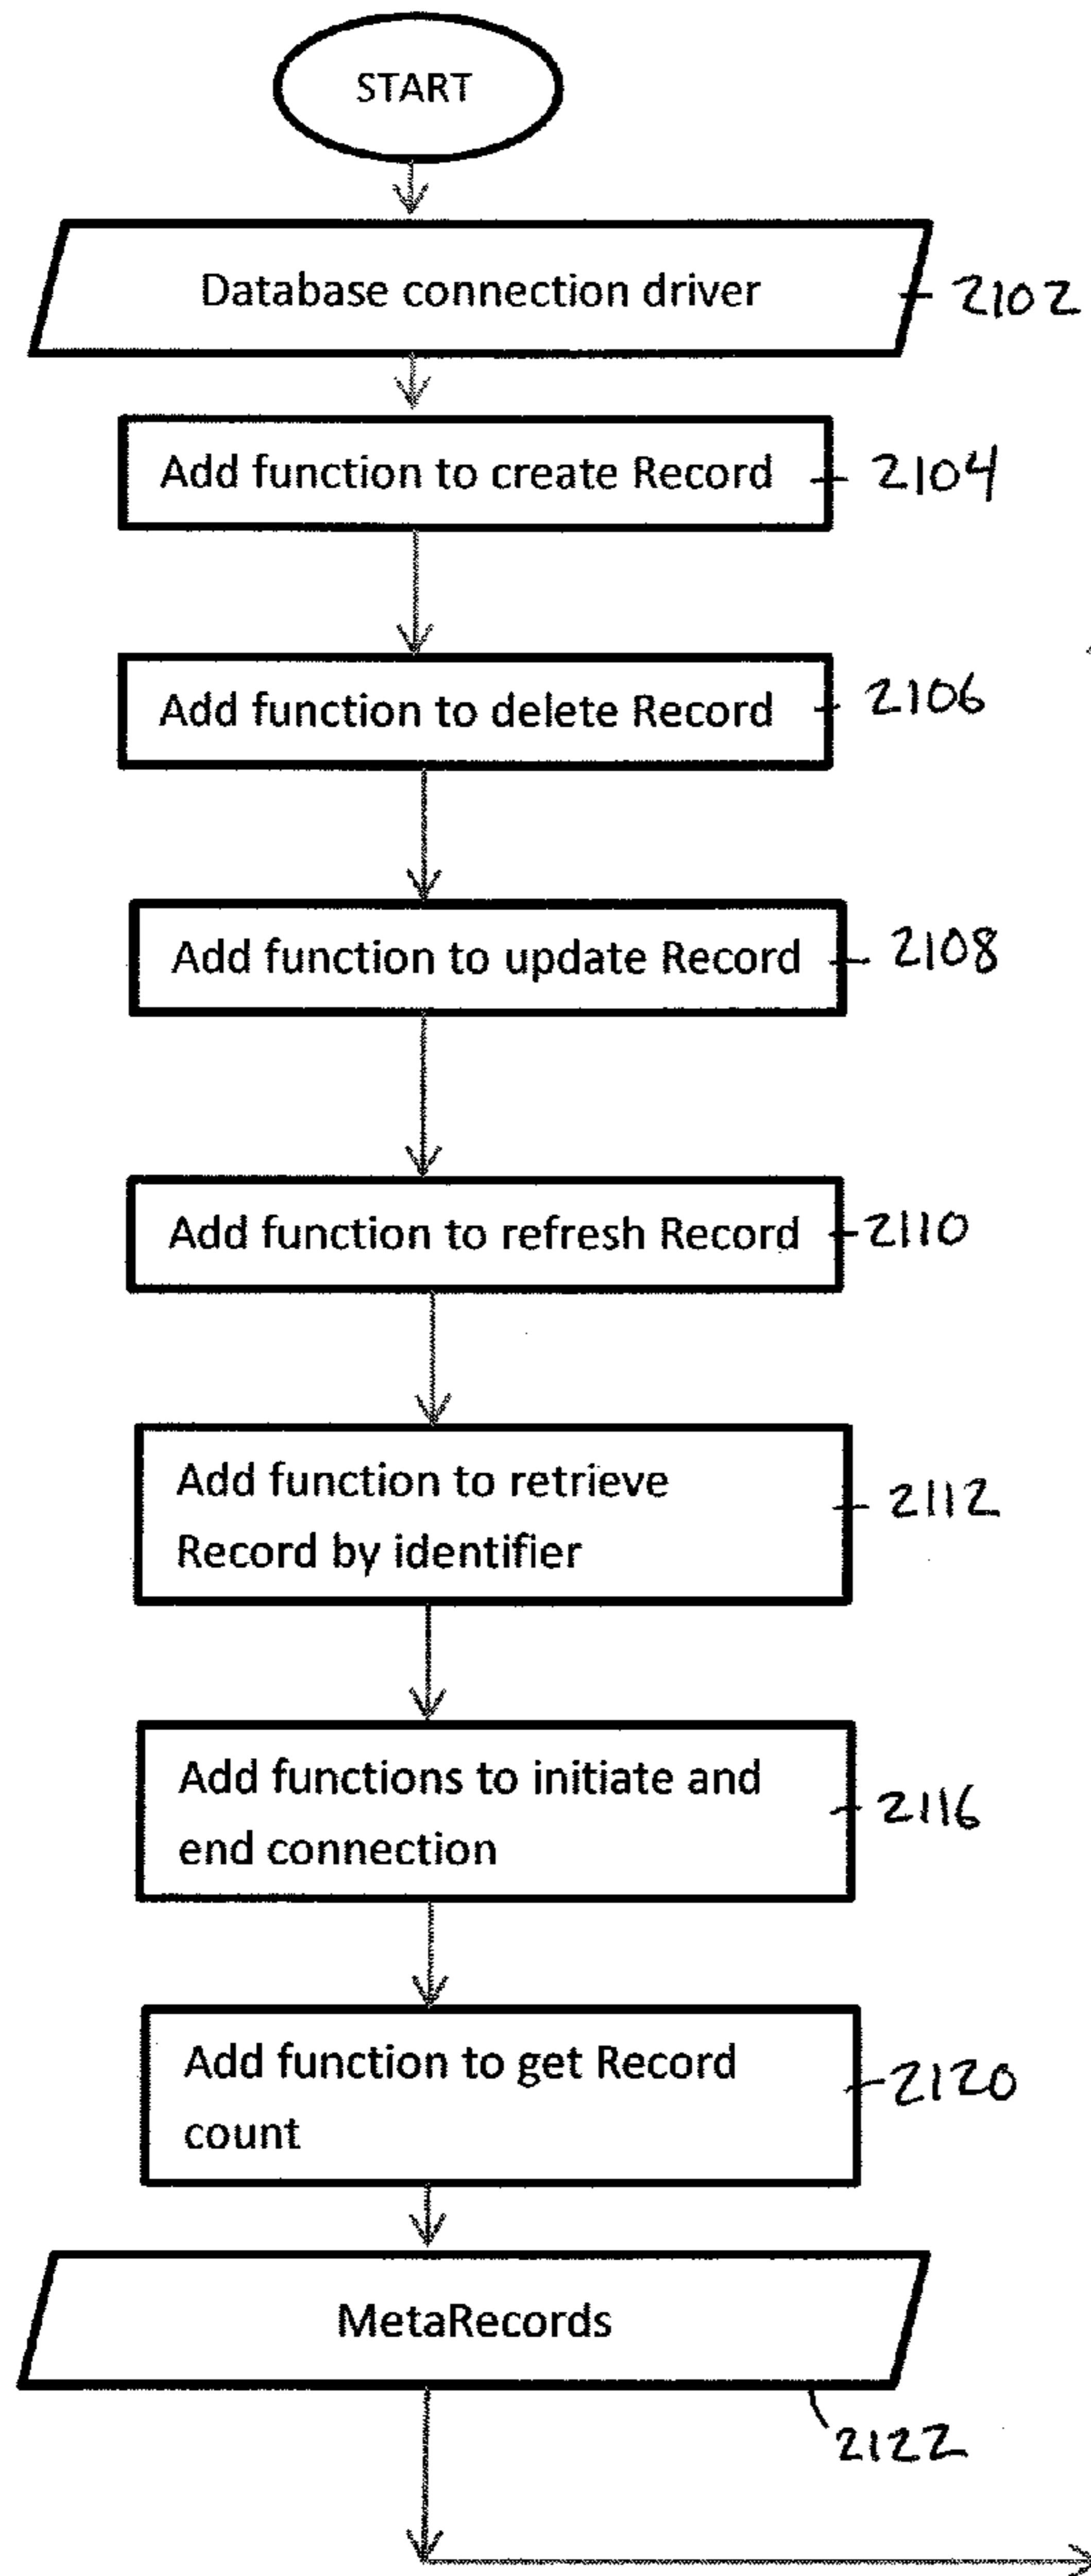 START
Database connection driver
2102
Add function to create Record
2104
Add function to delete Record
2106
Add function to update Record
2108
Add function to refresh Record
2110
Add function to retrieve
Record by identifier
2112
Add functions to initiate and
end connection
2116
Add function to get Record
count
2120
MetaRecords
2122